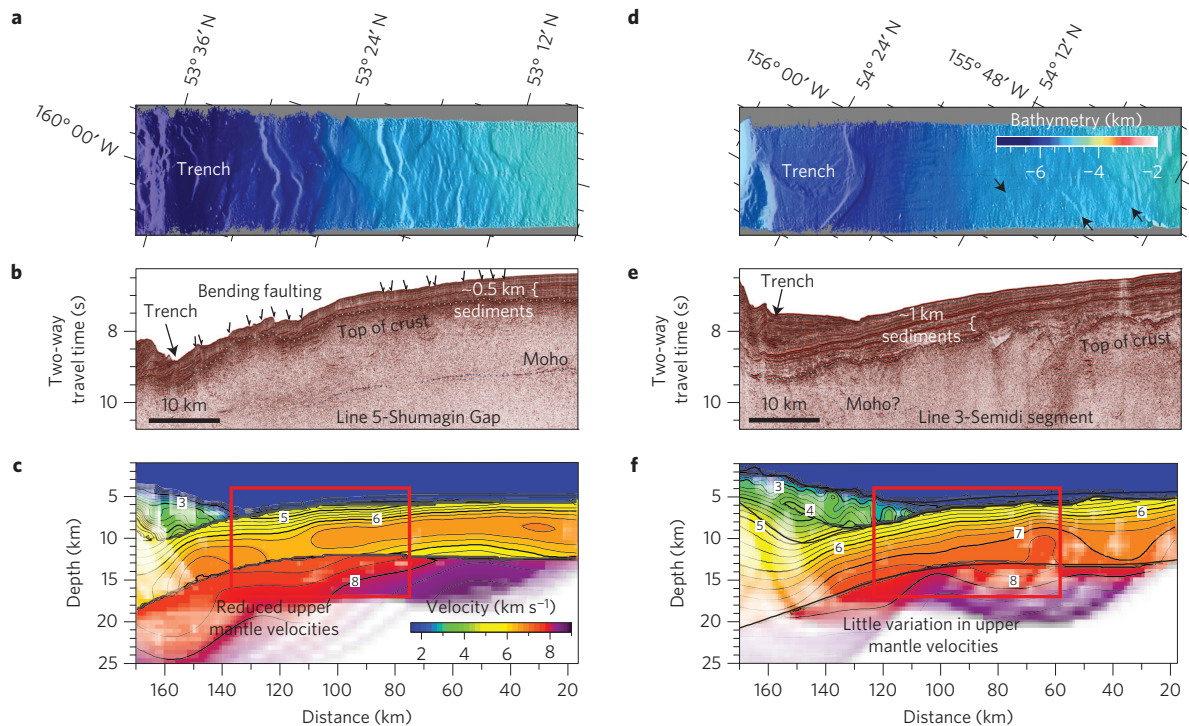 a
53° 36′ N
53° 24′ N
53° 12′ N
160° 00′ W
Trench
b
Bending faulting
Trench
~0.5 km {
sediments
Top of crust
Moho
10 km
Line 5-Shumagin Gap
Two-way
travel time (s)
8
10
c
3
5
6
8
Reduced upper
mantle velocities
Velocity (km s⁻¹)
2 4 6 8
Depth (km)
5
10
15
20
25
160 140 120 100 80 60 40 20
Distance (km)
d
156° 00′ W
54° 24′ N
155° 48′ W
54° 12′ N
Bathymetry (km)
−6 −4 −2
Trench
e
Trench
~1 km
sediments {
Top of crust
Moho?
10 km
Line 3-Semidi segment
Two-way
travel time (s)
8
10
f
3
4
5
6
7
6
8
Little variation in upper
mantle velocities
Depth (km)
5
10
15
20
25
160 140 120 100 80 60 40 20
Distance (km)